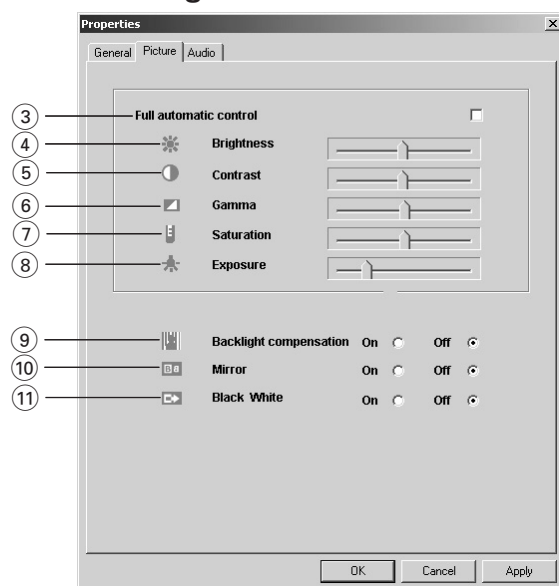 Properties
General Picture Audio
③ Full automatic control
④ Brightness
⑤ Contrast
⑥ Gamma
⑦ Saturation
⑧ Exposure
⑨ Backlight compensation On Off
⑩ Mirror On Off
⑪ Black White On Off
OK Cancel Apply